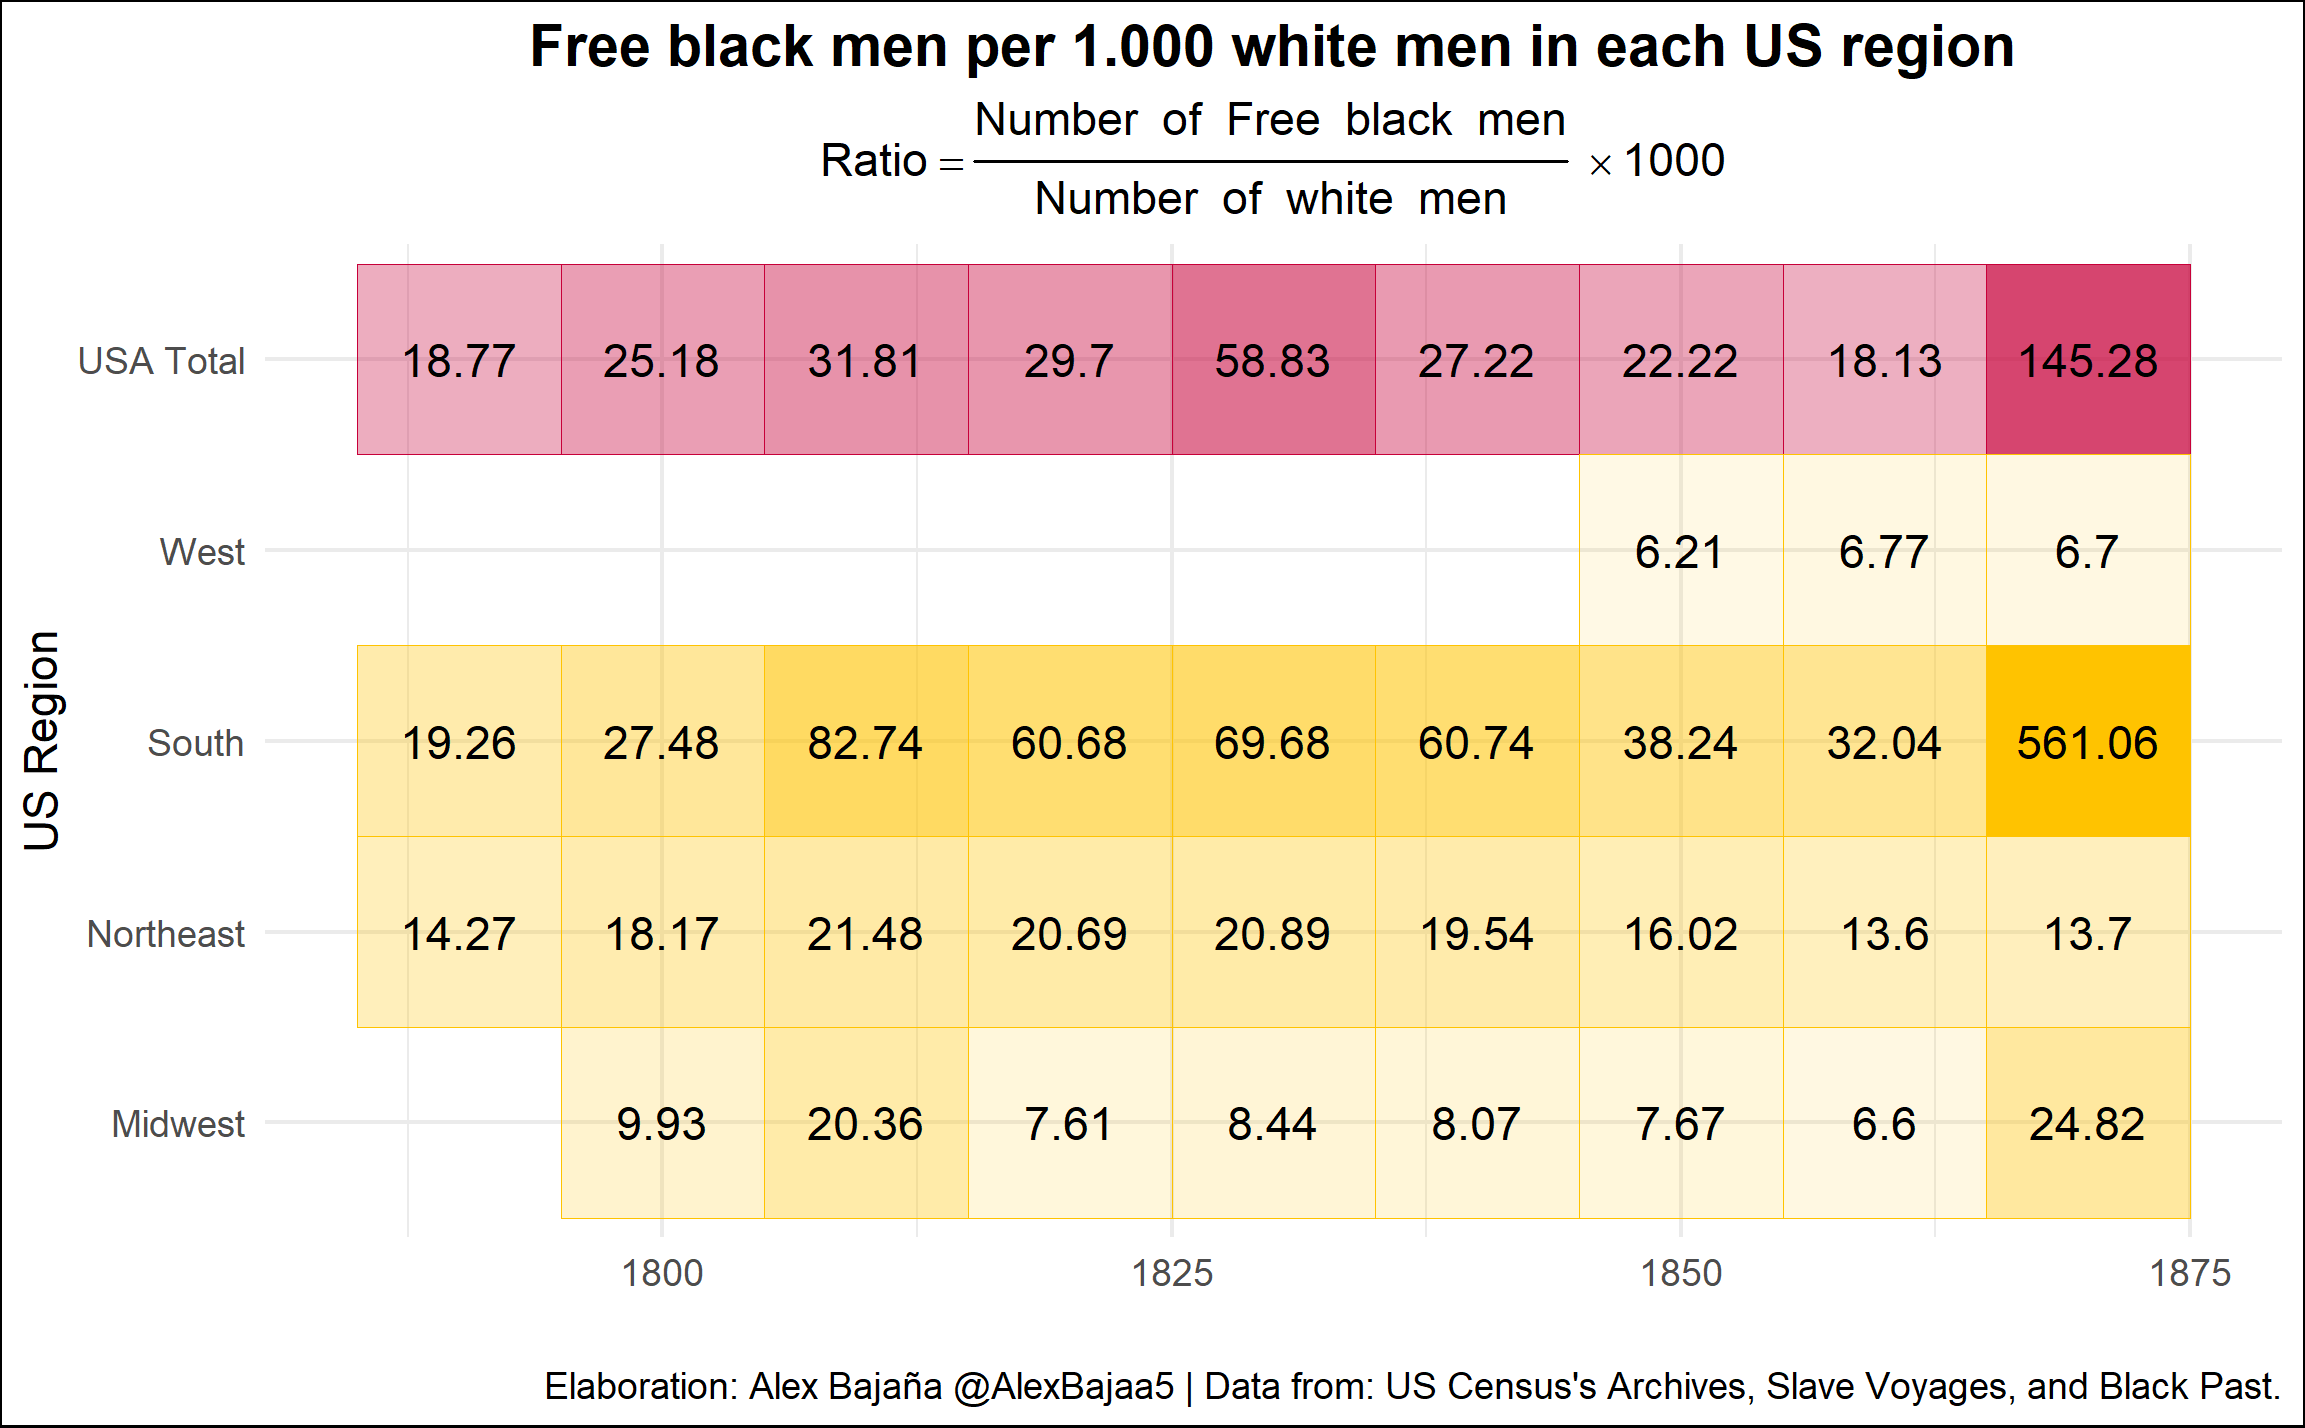 Free black men per 1.000 white men in each US region
Number of Free black men
Ratio = × 1000
Number of white men
USA Total 18.77 25.18 31.81 29.7 58.83 27.22 22.22 18.13 145.28
West 6.21 6.77 6.7
South 19.26 27.48 82.74 60.68 69.68 60.74 38.24 32.04 561.06
Northeast 14.27 18.17 21.48 20.69 20.89 19.54 16.02 13.6 13.7
Midwest 9.93 20.36 7.61 8.44 8.07 7.67 6.6 24.82
US Region
1800 1825 1850 1875
Elaboration: Alex Bajaña @AlexBajaa5 | Data from: US Census's Archives, Slave Voyages, and Black Past.